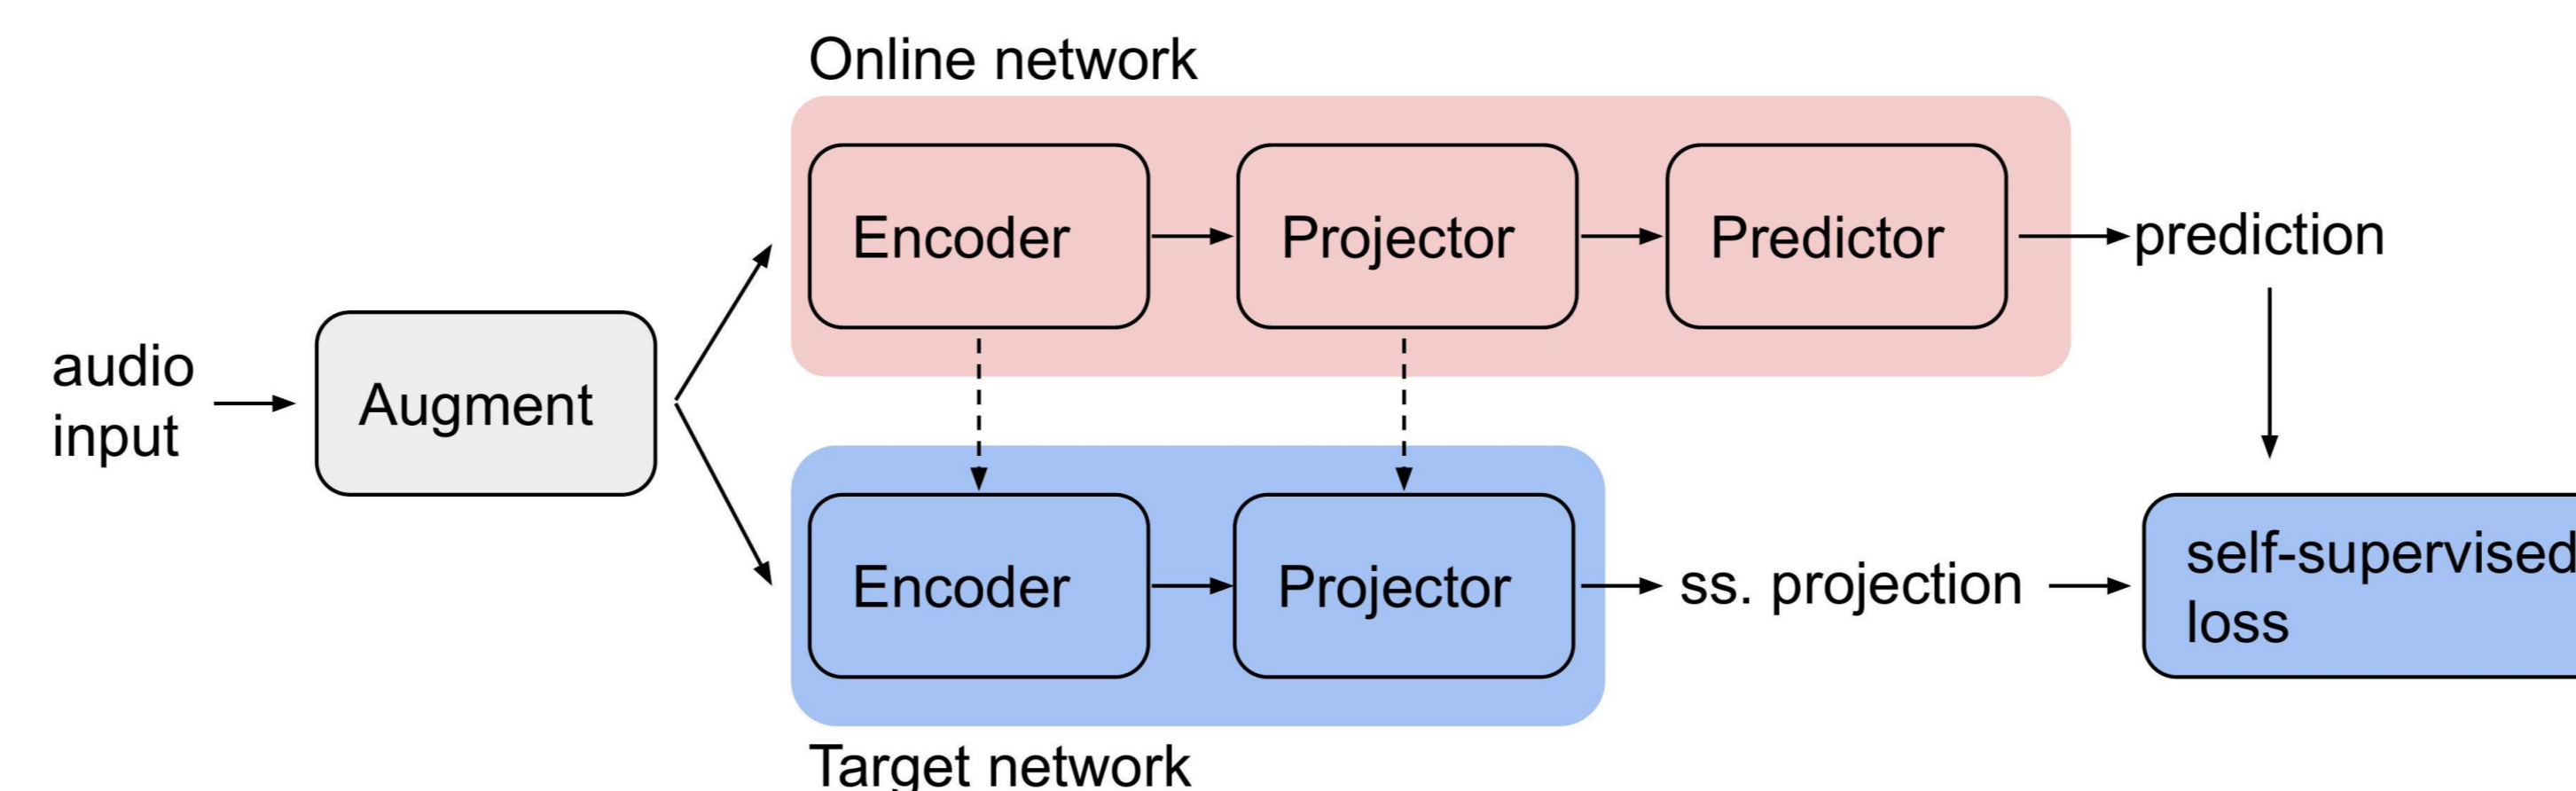 Online network
Encoder
Projector
Predictor
prediction
audio
input
Augment
Encoder
Projector
ss. projection
self-supervised
loss
Target network